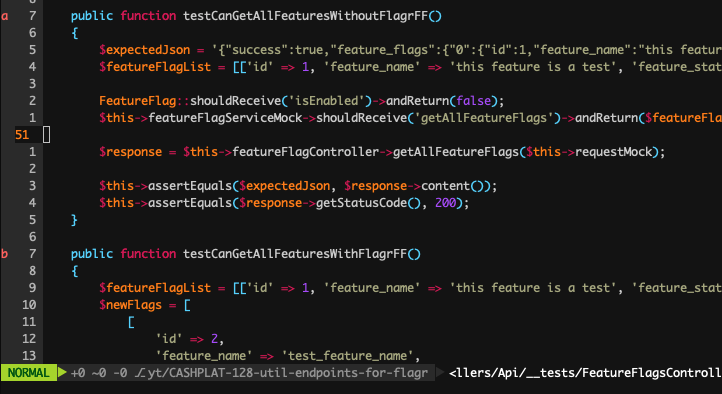 a 7 public function testCanGetAllFeaturesWithoutFlagrFF()
6 {
5 $expectedJson = '{"success":true,"feature_flags":{"0":{"id":1,"feature_name":"this featur
4 $featureFlagList = [['id' => 1, 'feature_name' => 'this feature is a test', 'feature_stat
3
2 FeatureFlag::shouldReceive('isEnabled')->andReturn(false);
1 $this->featureFlagServiceMock->shouldReceive('getAllFeatureFlags')->andReturn($featureFla
51
1 $response = $this->featureFlagController->getAllFeatureFlags($this->requestMock);
2
3 $this->assertEquals($expectedJson, $response->content());
4 $this->assertEquals($response->getStatusCode(), 200);
5 }
6
b 7 public function testCanGetAllFeaturesWithFlagrFF()
8 {
9 $featureFlagList = [['id' => 1, 'feature_name' => 'this feature is a test', 'feature_stat
10 $newFlags = [
11 [
12 'id' => 2,
13 'feature_name' => 'test_feature_name',
NORMAL +0 ~0 -0 ⎇ yt/CASHPLAT-128-util-endpoints-for-flagr <llers/Api/__tests/FeatureFlagsControll